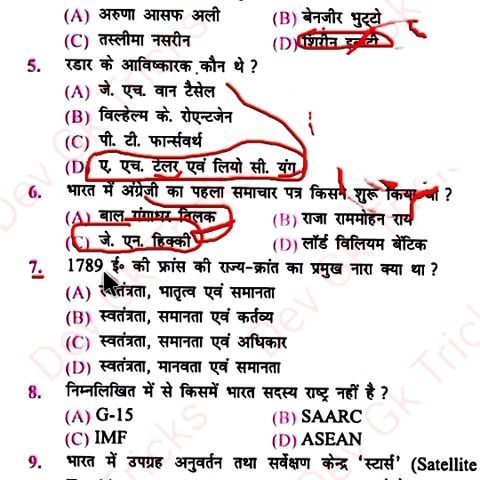 (A) अरुणा आसफ अली (B) बेनजीर भुट्टो
(C) तस्लीमा नसरीन (D) शिरीन
5. रडार के आविष्कारक कौन थे ?
(A) जे. एच. वान टैसेल
(B) विल्हेल्म के. रोएन्टजेन
(C) पी. टी. फार्न्सवर्थ
(D) ए. एच. टेलर एवं लियो सी. यंग
6. भारत में अंग्रेजी का पहला समाचार पत्र किसने शुरू किया था ?
(A) बाल गंगाधर तिलक (B) राजा राममोहन राय
(C) जे. एन. हिक्की (D) लॉर्ड विलियम बेंटिक
7. 1789 ई० की फ्रांस की राज्य-क्रांत का प्रमुख नारा क्या था ?
(A) स्वतंत्रता, भातृत्व एवं समानता
(B) स्वतंत्रता, समानता एवं कर्तव्य
(C) स्वतंत्रता, समानता एवं अधिकार
(D) स्वतंत्रता, मानवता एवं समानता
8. निम्नलिखित में से किसमें भारत सदस्य राष्ट्र नहीं है ?
(A) G-15 (B) SAARC
(C) IMF (D) ASEAN
9. भारत में उपग्रह अनुवर्तन तथा सर्वेक्षण केन्द्र 'स्टार्स' (Satellite